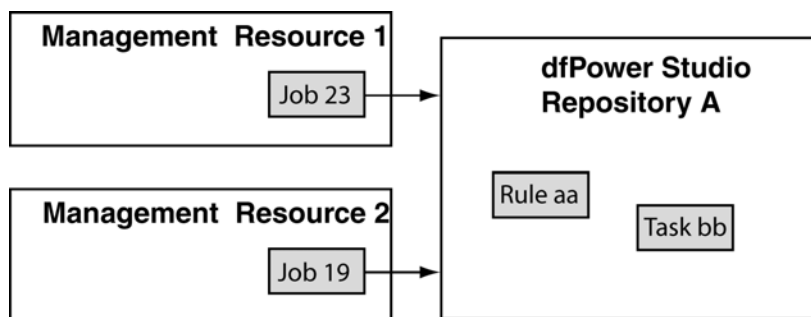 Management Resource 1
Job 23
dfPower Studio
Repository A
Rule aa
Task bb
Management Resource 2
Job 19